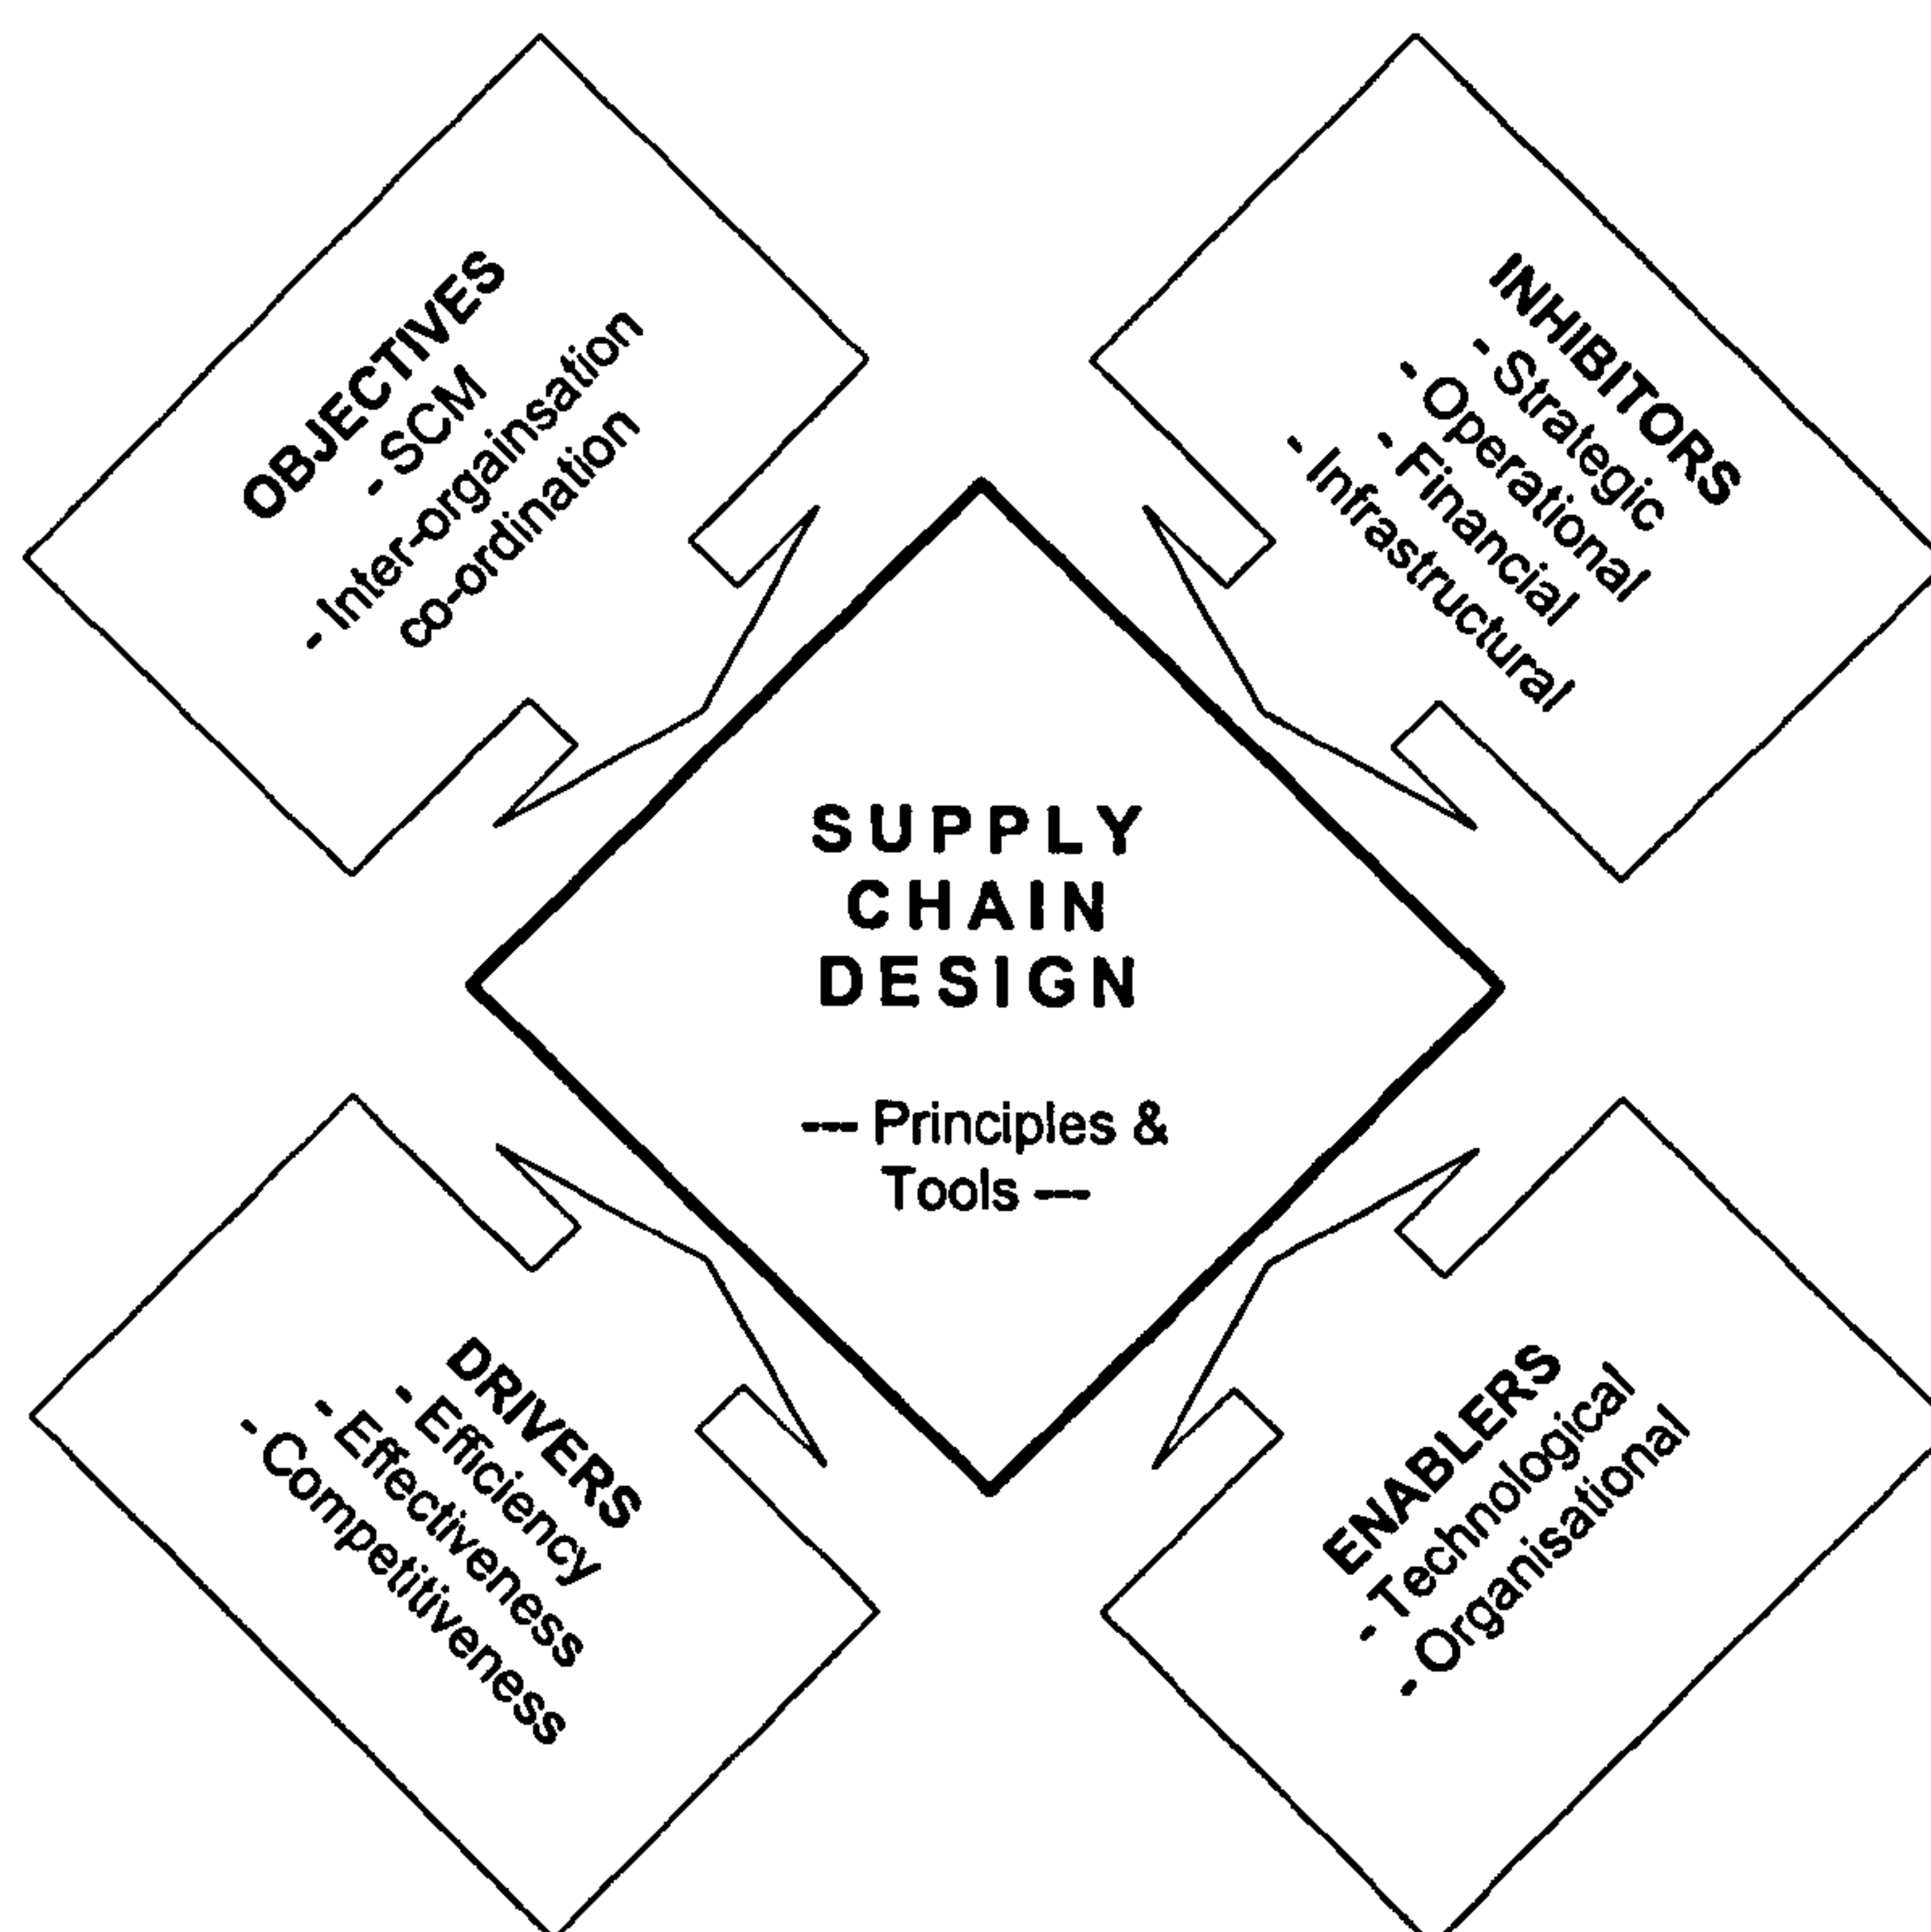 OBJECTIVES
- SCM
- Inter-orgainsation
co-ordination
INHIBITORS
- Strategic
- Operational
- Financial
- Infrastructural
SUPPLY
CHAIN
DESIGN
--- Principles &
Tools ---
DRIVERS
- Efficiency
- Effectiveness
- Competitiveness
ENABLERS
- Technological
- Organisational